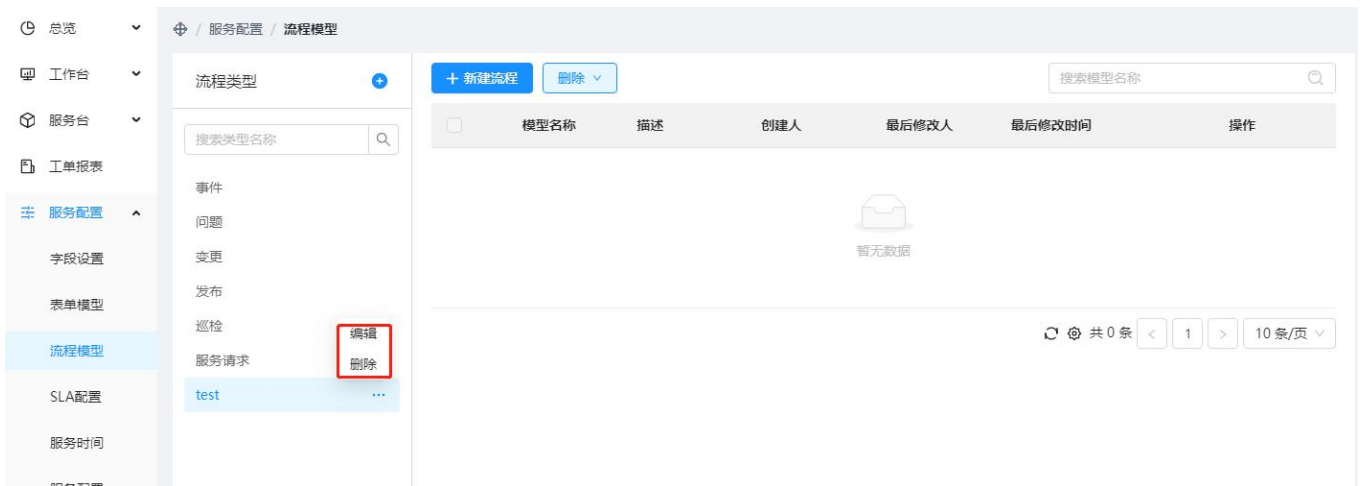 总览
工作台
服务台
工单报表
服务配置
字段设置
表单模型
流程模型
SLA配置
服务时间
/ 服务配置 / 流程模型
流程类型
搜索类型名称
事件
问题
变更
发布
巡检
服务请求
test
编辑
删除
新建流程 删除
搜索模型名称
模型名称 描述 创建人 最后修改人 最后修改时间 操作
暂无数据
共 0 条 < 1 > 10 条/页